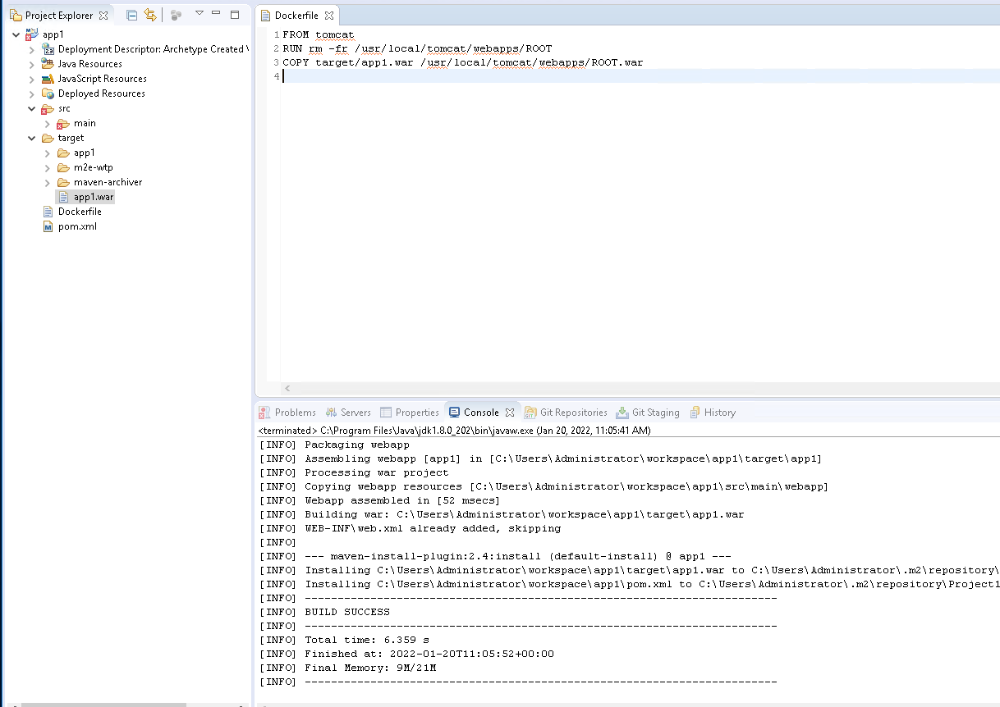 Project Explorer
app1
Deployment Descriptor: Archetype Created
Java Resources
JavaScript Resources
Deployed Resources
src
main
target
app1
m2e-wtp
maven-archiver
app1.war
Dockerfile
pom.xml
Dockerfile
1 FROM tomcat
2 RUN rm -fr /usr/local/tomcat/webapps/ROOT
3 COPY target/app1.war /usr/local/tomcat/webapps/ROOT.war
4
Problems Servers Properties Console Git Repositories Git Staging History
<terminated> C:\Program Files\Java\jdk1.8.0_202\bin\javaw.exe (Jan 20, 2022, 11:05:41 AM)
[INFO] Packaging webapp
[INFO] Assembling webapp [app1] in [C:\Users\Administrator\workspace\app1\target\app1]
[INFO] Processing war project
[INFO] Copying webapp resources [C:\Users\Administrator\workspace\app1\src\main\webapp]
[INFO] Webapp assembled in [52 msecs]
[INFO] Building war: C:\Users\Administrator\workspace\app1\target\app1.war
[INFO] WEB-INF\web.xml already added, skipping
[INFO]
[INFO] --- maven-install-plugin:2.4:install (default-install) @ app1 ---
[INFO] Installing C:\Users\Administrator\workspace\app1\target\app1.war to C:\Users\Administrator\.m2\repository\
[INFO] Installing C:\Users\Administrator\workspace\app1\pom.xml to C:\Users\Administrator\.m2\repository\Project1
[INFO] ------------------------------------------------------------------------
[INFO] BUILD SUCCESS
[INFO] ------------------------------------------------------------------------
[INFO] Total time: 6.359 s
[INFO] Finished at: 2022-01-20T11:05:52+00:00
[INFO] Final Memory: 9M/21M
[INFO] ------------------------------------------------------------------------